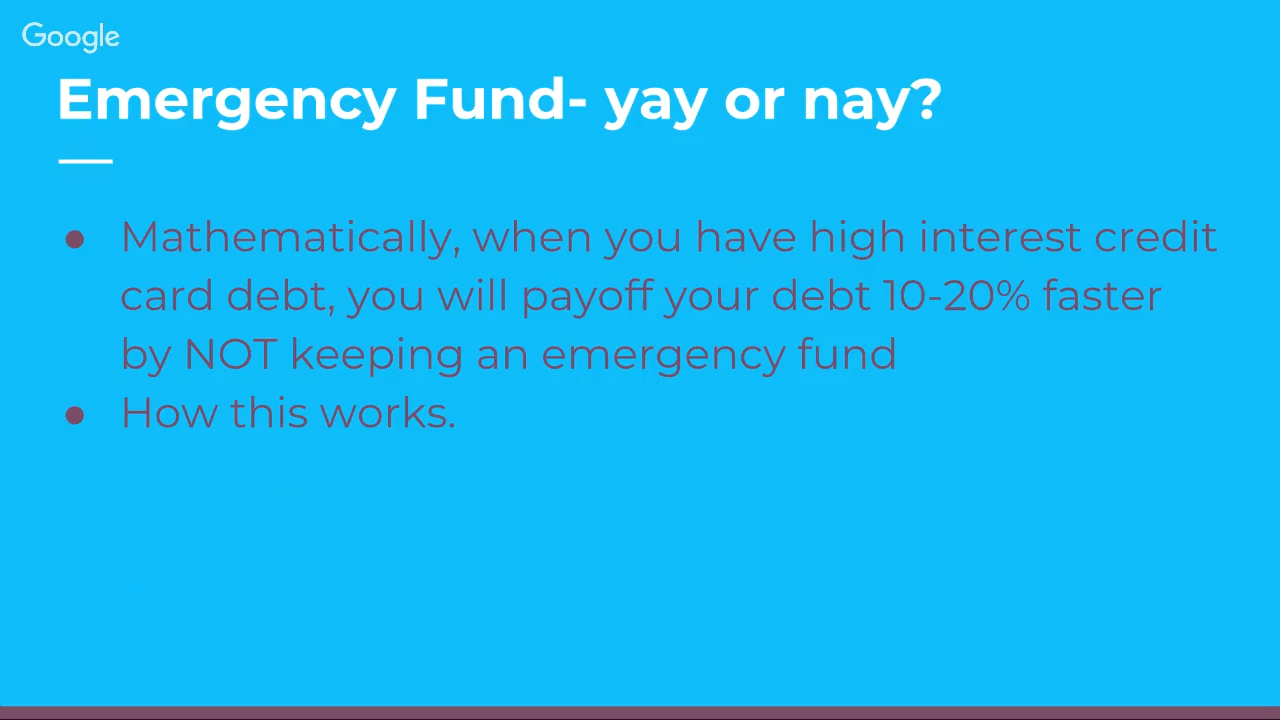 Google
Emergency Fund- yay or nay?
● Mathematically, when you have high interest credit
card debt, you will payoff your debt 10-20% faster
by NOT keeping an emergency fund
● How this works.